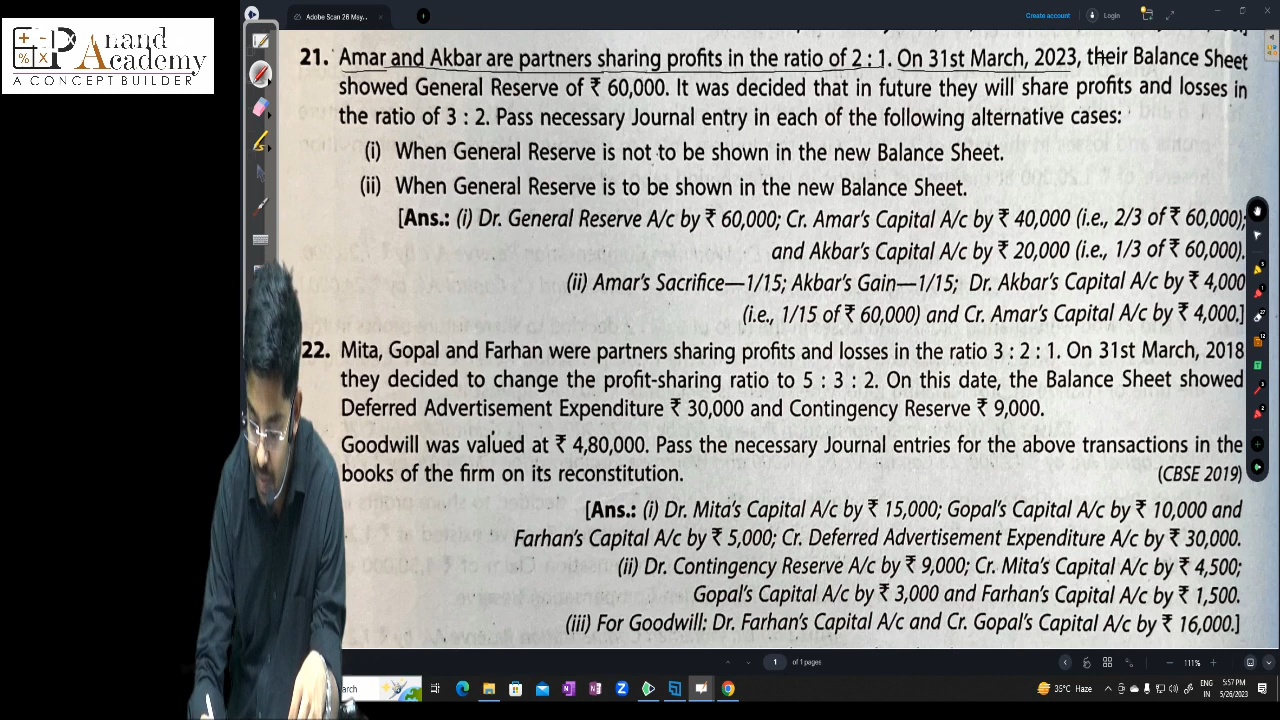 Anand
Academy
A CONCEPT BUILDER
Adobe Scan 26 May...
Create account
Login
21. Amar and Akbar are partners sharing profits in the ratio of 2 : 1. On 31st March, 2023, their Balance Sheet
showed General Reserve of ₹ 60,000. It was decided that in future they will share profits and losses in
the ratio of 3 : 2. Pass necessary Journal entry in each of the following alternative cases:
(i) When General Reserve is not to be shown in the new Balance Sheet.
(ii) When General Reserve is to be shown in the new Balance Sheet.
[Ans.: (i) Dr. General Reserve A/c by ₹ 60,000; Cr. Amar's Capital A/c by ₹ 40,000 (i.e., 2/3 of ₹ 60,000);
and Akbar's Capital A/c by ₹ 20,000 (i.e., 1/3 of ₹ 60,000).
(ii) Amar's Sacrifice—1/15; Akbar's Gain—1/15; Dr. Akbar's Capital A/c by ₹ 4,000
(i.e., 1/15 of ₹ 60,000) and Cr. Amar's Capital A/c by ₹ 4,000.]
22. Mita, Gopal and Farhan were partners sharing profits and losses in the ratio 3 : 2 : 1. On 31st March, 2018
they decided to change the profit-sharing ratio to 5 : 3 : 2. On this date, the Balance Sheet showed
Deferred Advertisement Expenditure ₹ 30,000 and Contingency Reserve ₹ 9,000.
Goodwill was valued at ₹ 4,80,000. Pass the necessary Journal entries for the above transactions in the
books of the firm on its reconstitution. (CBSE 2019)
[Ans.: (i) Dr. Mita's Capital A/c by ₹ 15,000; Gopal's Capital A/c by ₹ 10,000 and
Farhan's Capital A/c by ₹ 5,000; Cr. Deferred Advertisement Expenditure A/c by ₹ 30,000.
(ii) Dr. Contingency Reserve A/c by ₹ 9,000; Cr. Mita's Capital A/c by ₹ 4,500;
Gopal's Capital A/c by ₹ 3,000 and Farhan's Capital A/c by ₹ 1,500.
(iii) For Goodwill: Dr. Farhan's Capital A/c and Cr. Gopal's Capital A/c by ₹ 16,000.]
1 of 1 pages
111%
arch
35°C Haze
ENG
IN
5:57 PM
5/26/2023